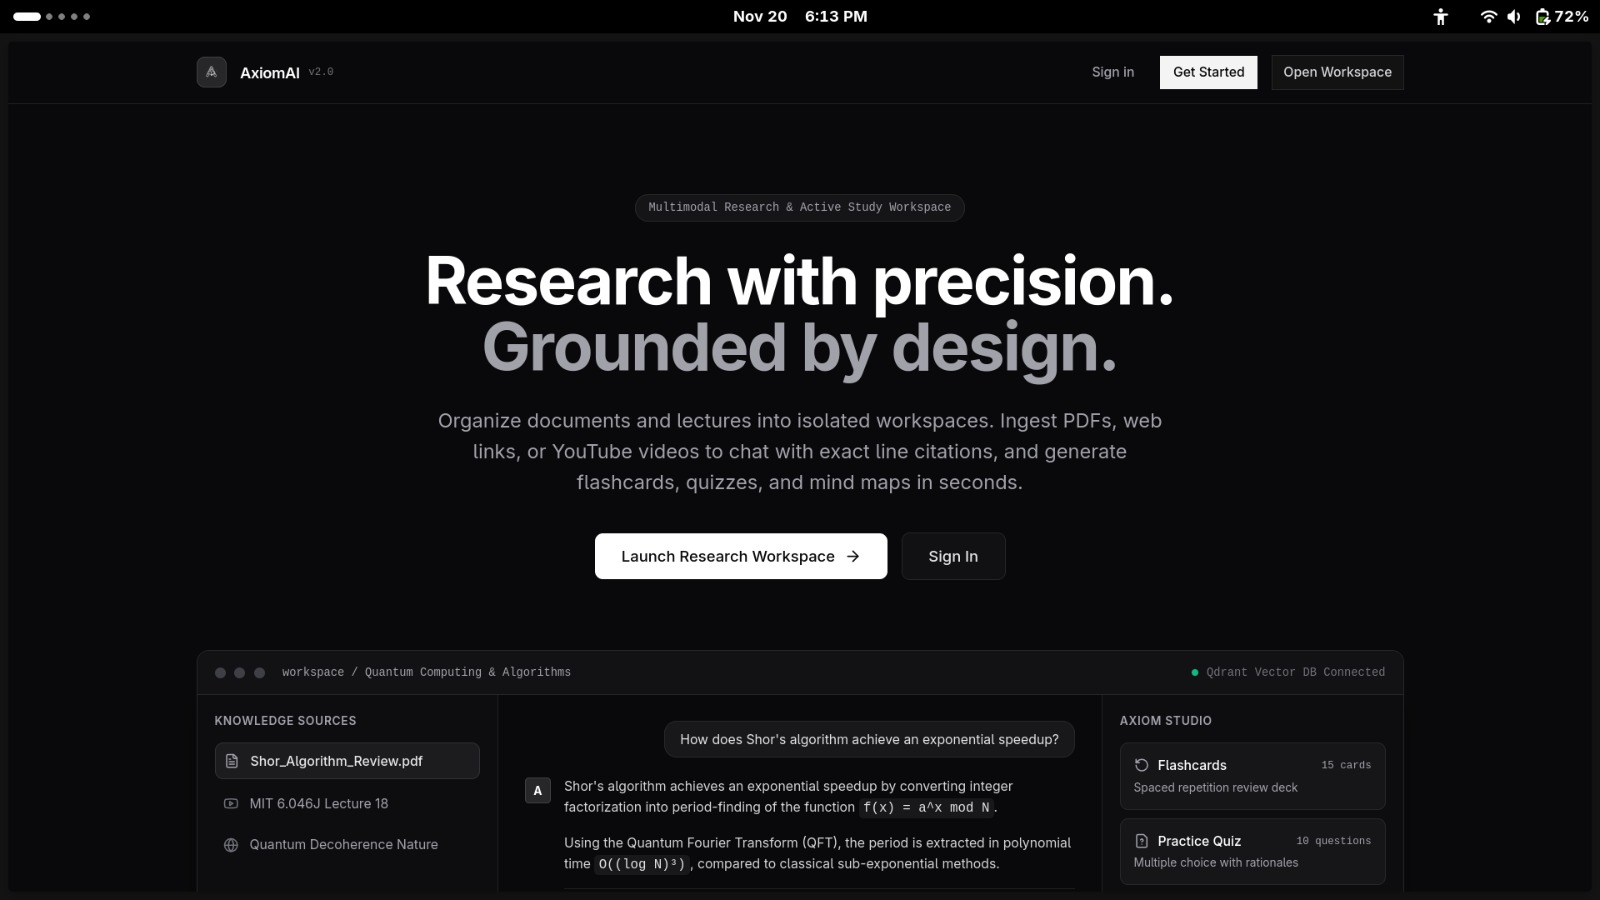 Nov 20 6:13 PM
72%
AxiomAI v2.0
Sign in
Get Started
Open Workspace
Multimodal Research & Active Study Workspace
Research with precision.
Grounded by design.
Organize documents and lectures into isolated workspaces. Ingest PDFs, web
links, or YouTube videos to chat with exact line citations, and generate
flashcards, quizzes, and mind maps in seconds.
Launch Research Workspace →
Sign In
workspace / Quantum Computing & Algorithms
Qdrant Vector DB Connected
KNOWLEDGE SOURCES
Shor_Algorithm_Review.pdf
MIT 6.046J Lecture 18
Quantum Decoherence Nature
How does Shor's algorithm achieve an exponential speedup?
A
Shor's algorithm achieves an exponential speedup by converting integer
factorization into period-finding of the function f(x) = a^x mod N.
Using the Quantum Fourier Transform (QFT), the period is extracted in polynomial
time O((log N)³), compared to classical sub-exponential methods.
AXIOM STUDIO
Flashcards 15 cards
Spaced repetition review deck
Practice Quiz 10 questions
Multiple choice with rationales